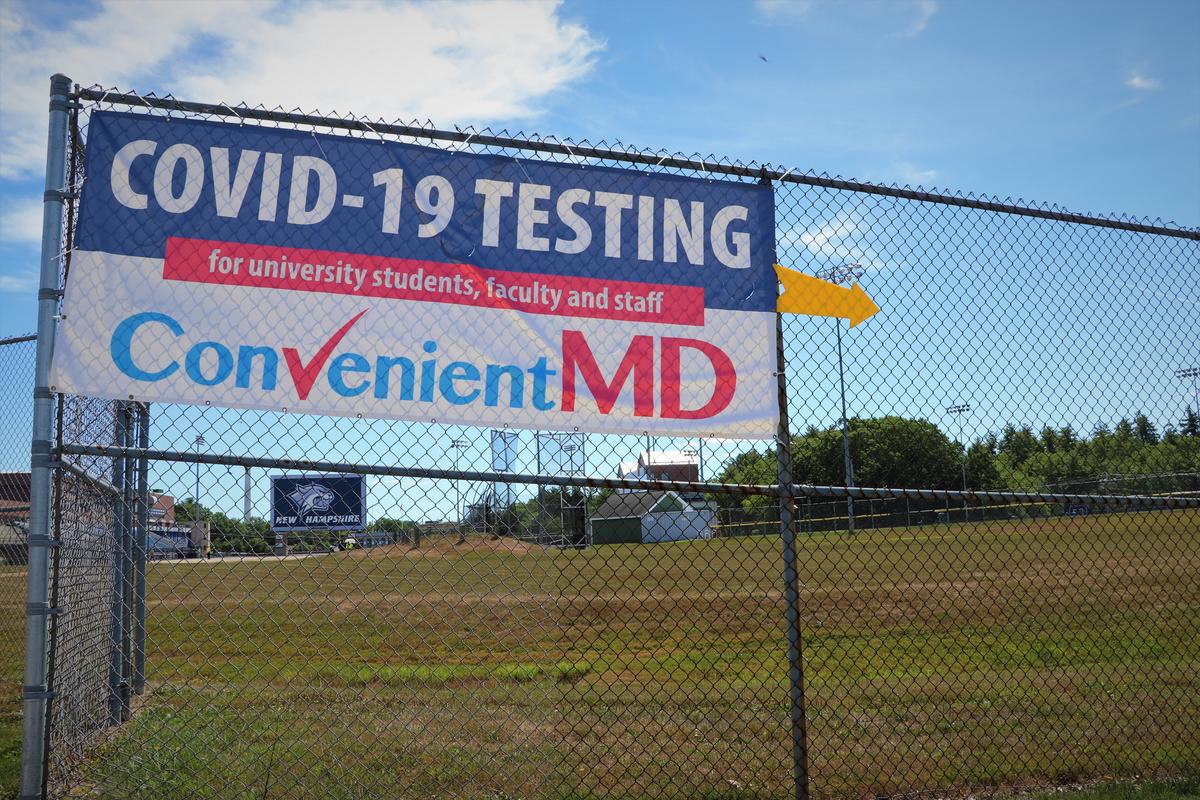 COVID-19 TESTING
for university students, faculty and staff
ConvenientMD
NEW HAMPSHIRE